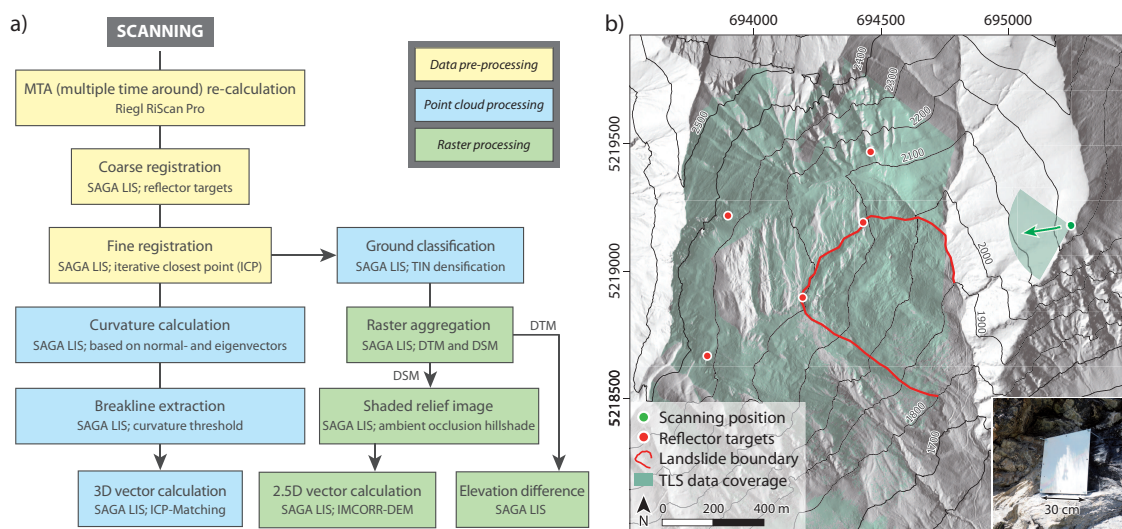 a)
SCANNING
MTA (multiple time around) re-calculation
Riegl RiScan Pro
Coarse registration
SAGA LIS; reflector targets
Fine registration
SAGA LIS; iterative closest point (ICP)
Curvature calculation
SAGA LIS; based on normal- and eigenvectors
Breakline extraction
SAGA LIS; curvature threshold
3D vector calculation
SAGA LIS; ICP-Matching
Data pre-processing
Point cloud processing
Raster processing
Ground classification
SAGA LIS; TIN densification
Raster aggregation
SAGA LIS; DTM and DSM
DTM
DSM
Shaded relief image
SAGA LIS; ambient occlusion hillshade
2.5D vector calculation
SAGA LIS; IMCORR-DEM
Elevation difference
SAGA LIS
b)
694000
694500
695000
5219500
5219000
5218500
2400
2300
2500
2200
2100
2000
1900
1800
1700
Scanning position
Reflector targets
Landslide boundary
TLS data coverage
N
0 200 400 m
30 cm